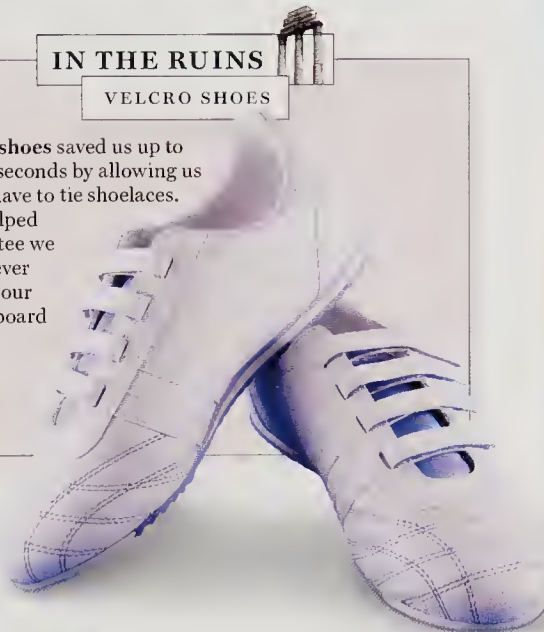 IN THE RUINS
VELCRO SHOES
shoes saved us up to
seconds by allowing us
ave to tie shoelaces.
lped
tee we
ever
our
board